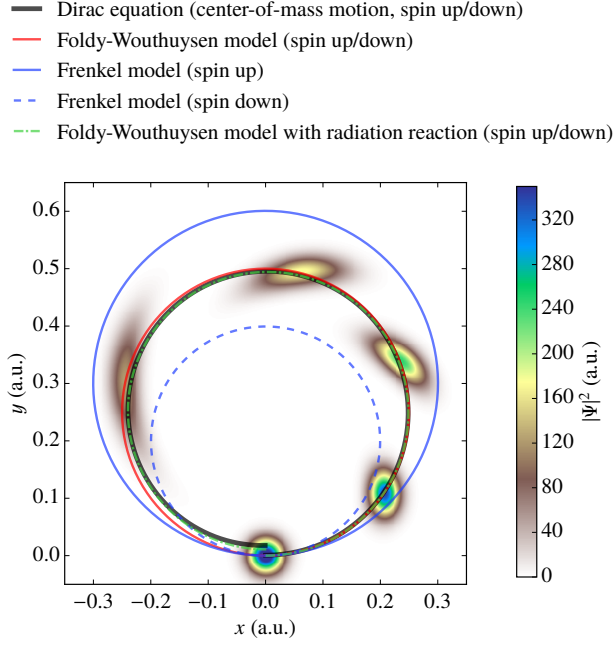 Dirac equation (center-of-mass motion, spin up/down)
Foldy-Wouthuysen model (spin up/down)
Frenkel model (spin up)
Frenkel model (spin down)
Foldy-Wouthuysen model with radiation reaction (spin up/down)
0.6
0.5
0.4
0.3
0.2
0.1
0.0
y (a.u.)
−0.3 −0.2 −0.1 0.0 0.1 0.2 0.3
x (a.u.)
320
280
240
200
160
120
80
40
0
|Ψ|² (a.u.)